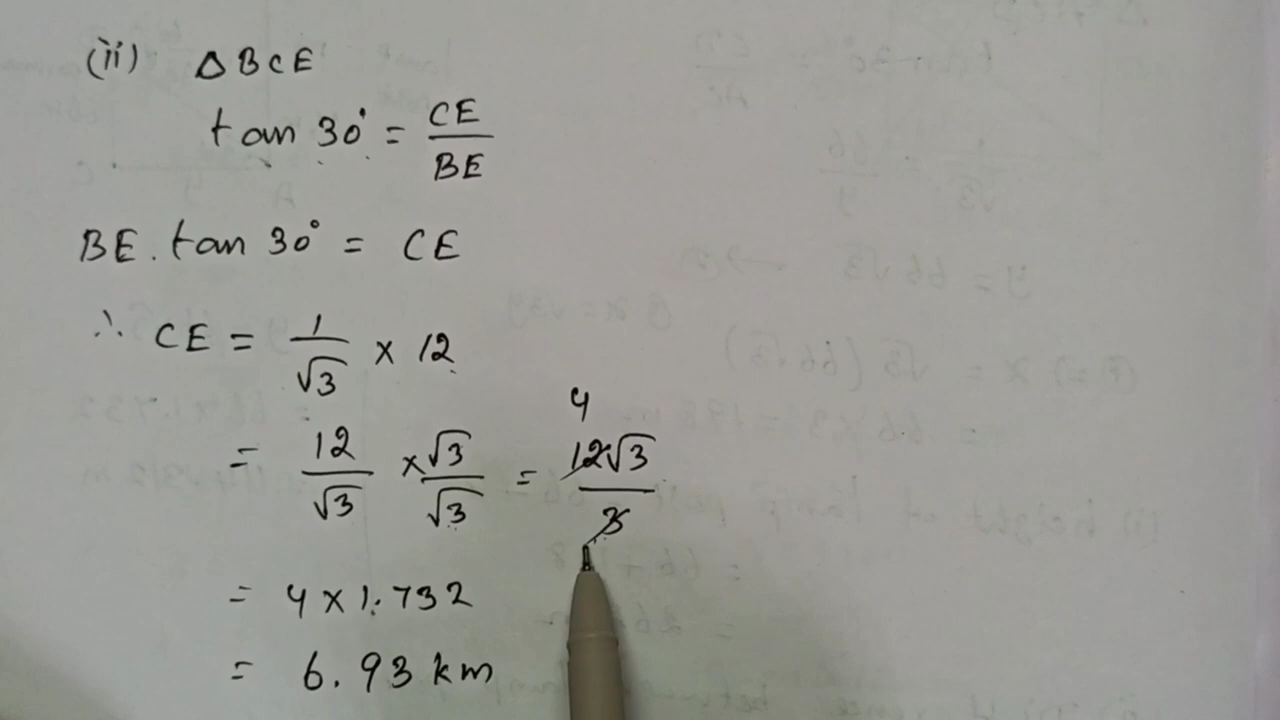 (ii) Δ BCE
tan 30° = CE / BE
BE . tan 30° = CE
∴ CE = 1/√3 × 12
= 12/√3 × √3/√3 = 4 12√3 / 3
= 4 × 1.732
= 6.93 km